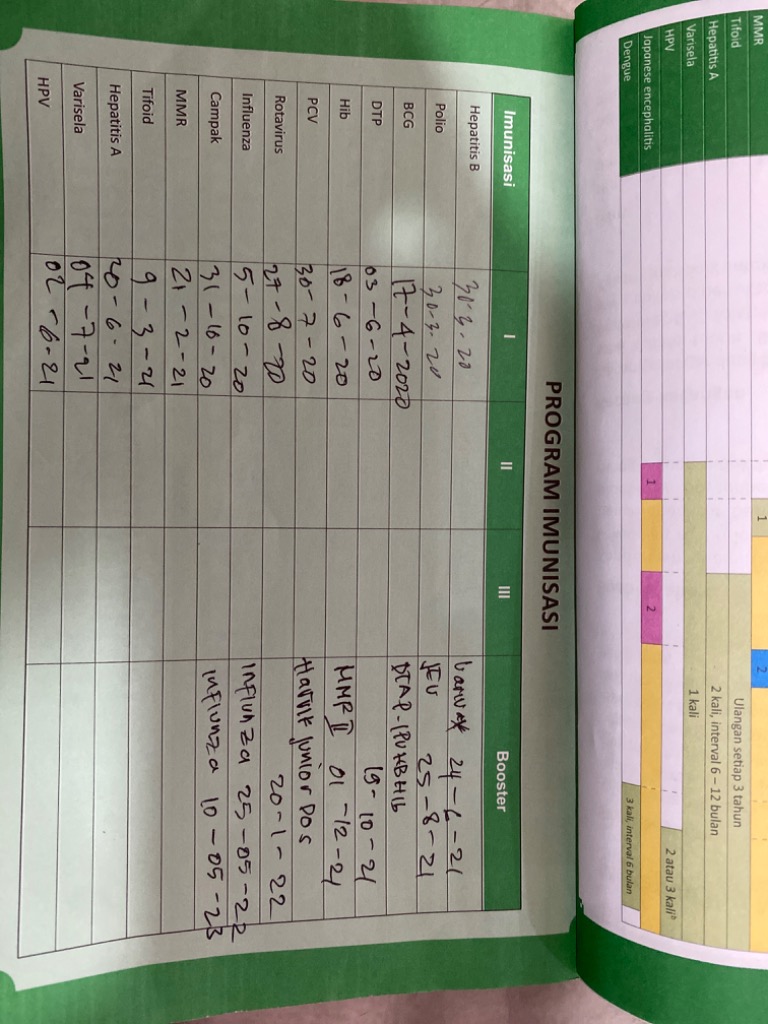 MMR 1 2
Tifoid Ulangan setiap 3 tahun
Hepatitis A 2 kali, interval 6 – 12 bulan
Varisela 1 kali
HPV 2 atau 3 kali
Japanese encephalitis 1 2
Dengue 3 kali, interval 6 bulan
PROGRAM IMUNISASI
Imunisasi I II III Booster
Hepatitis B 30-3-20 24-6-21
Polio 30-3-20 JEV 25-8-21
BCG 17-4-2020 DTAP-IPV HB HIb
DTP 03-6-20 19-10-21
Hib 18-6-20 MMR II 01-12-21
PCV 30-7-20 Havrix junior DOS
Rotavirus 27-8-20 20-1-22
Influenza 5-10-20 Influnza 25-05-22
Campak 31-10-20 influnza 10-05-23
MMR 21-2-21
Tifoid 9-3-21
Hepatitis A 20-6-21
Varisela 04-7-21
HPV 02-6-21